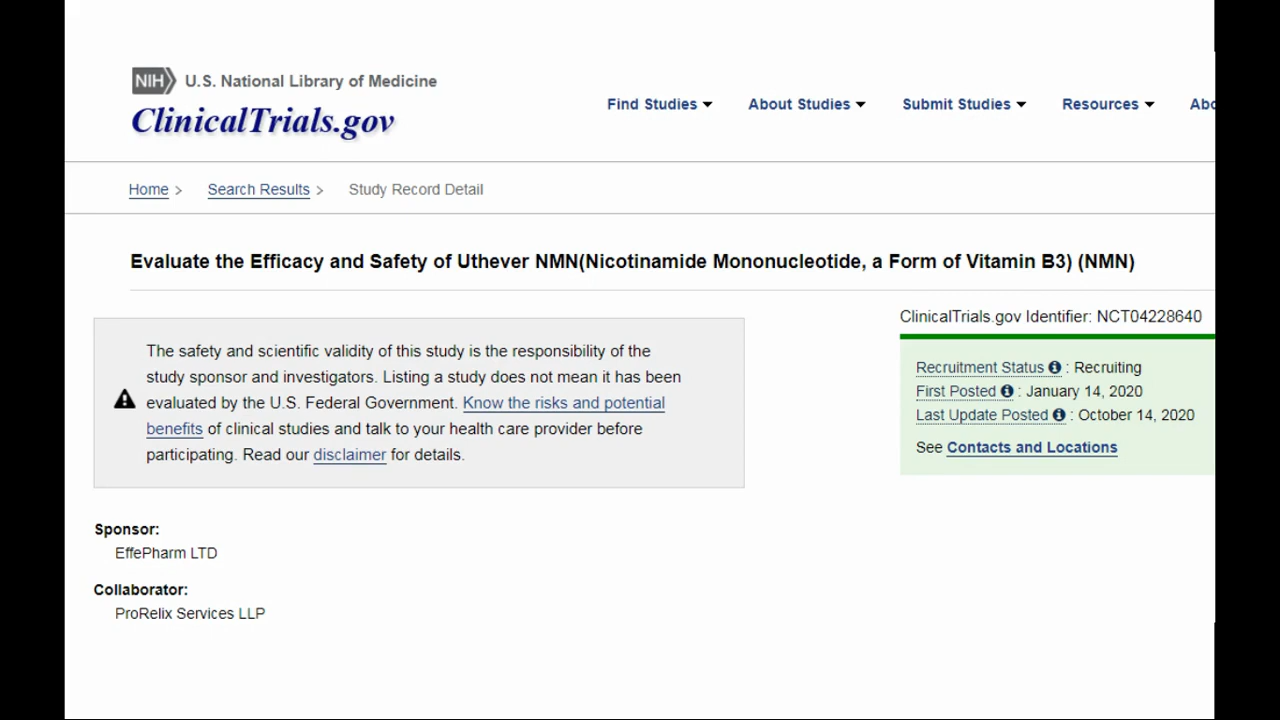 NIH U.S. National Library of Medicine
ClinicalTrials.gov
Find Studies About Studies Submit Studies Resources Abo
Home > Search Results > Study Record Detail
Evaluate the Efficacy and Safety of Uthever NMN(Nicotinamide Mononucleotide, a Form of Vitamin B3) (NMN)
The safety and scientific validity of this study is the responsibility of the
study sponsor and investigators. Listing a study does not mean it has been
evaluated by the U.S. Federal Government. Know the risks and potential
benefits of clinical studies and talk to your health care provider before
participating. Read our disclaimer for details.
ClinicalTrials.gov Identifier: NCT04228640
Recruitment Status : Recruiting
First Posted : January 14, 2020
Last Update Posted : October 14, 2020
See Contacts and Locations
Sponsor:
EffePharm LTD
Collaborator:
ProRelix Services LLP